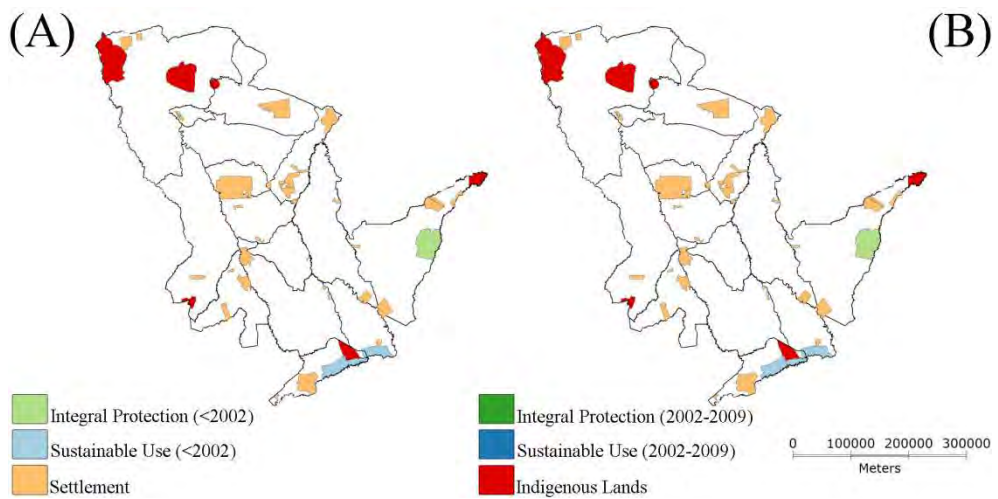 (A)
(B)
Integral Protection (<2002)
Sustainable Use (<2002)
Settlement
Integral Protection (2002-2009)
Sustainable Use (2002-2009)
Indigenous Lands
0 100000 200000 300000
Meters